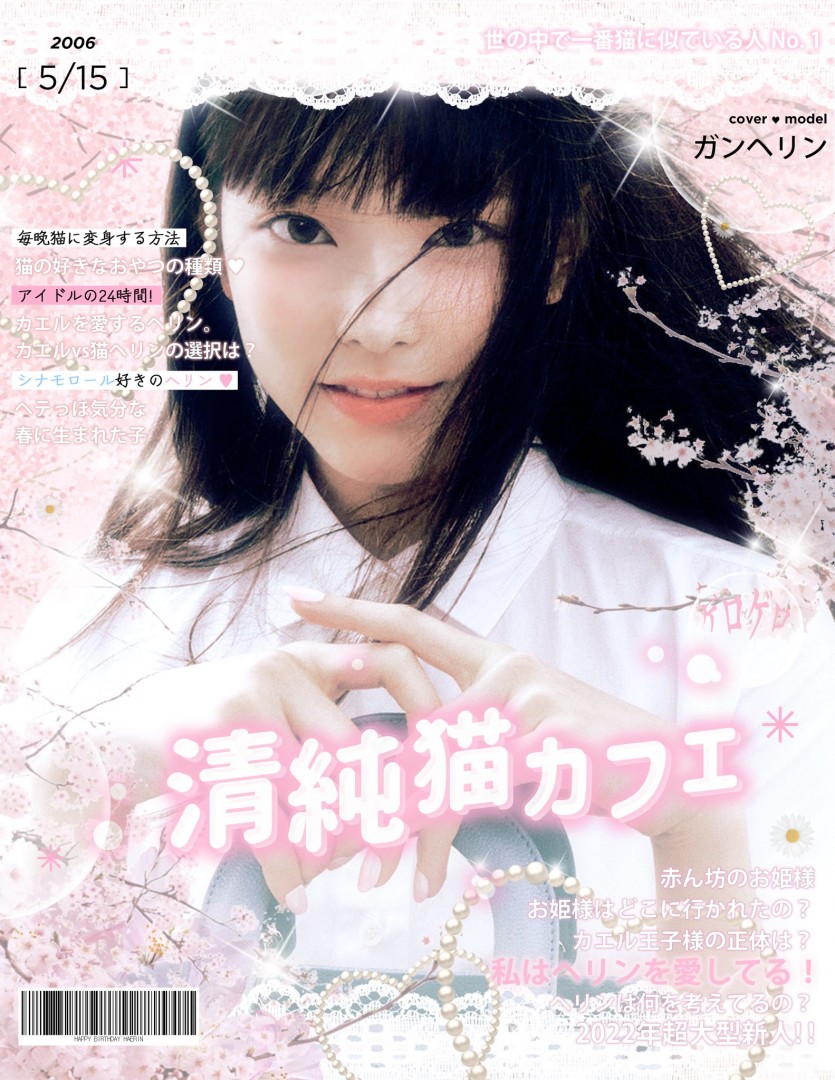 2006
[ 5/15 ]
世の中で一番猫に似ている人 No. 1
cover ♥ model
ガンヘリン
毎晩猫に変身する方法
猫の好きなおやつの種類 ♥
アイドルの24時間!
カエルを愛するヘリン。
カエルvs猫ヘリンの選択は?
シナモロール好きのヘリン ♥
ヘテっぽ気分な
春に生まれた子
清純猫カフェ
赤ん坊のお姫様
お姫様はどこに行かれたの?
カエル王子様の正体は?
私はヘリンを愛してる!
ヘリンは何を考えてるの?
2022年超大型新人!!
HAPPY BIRTHDAY HAERIN